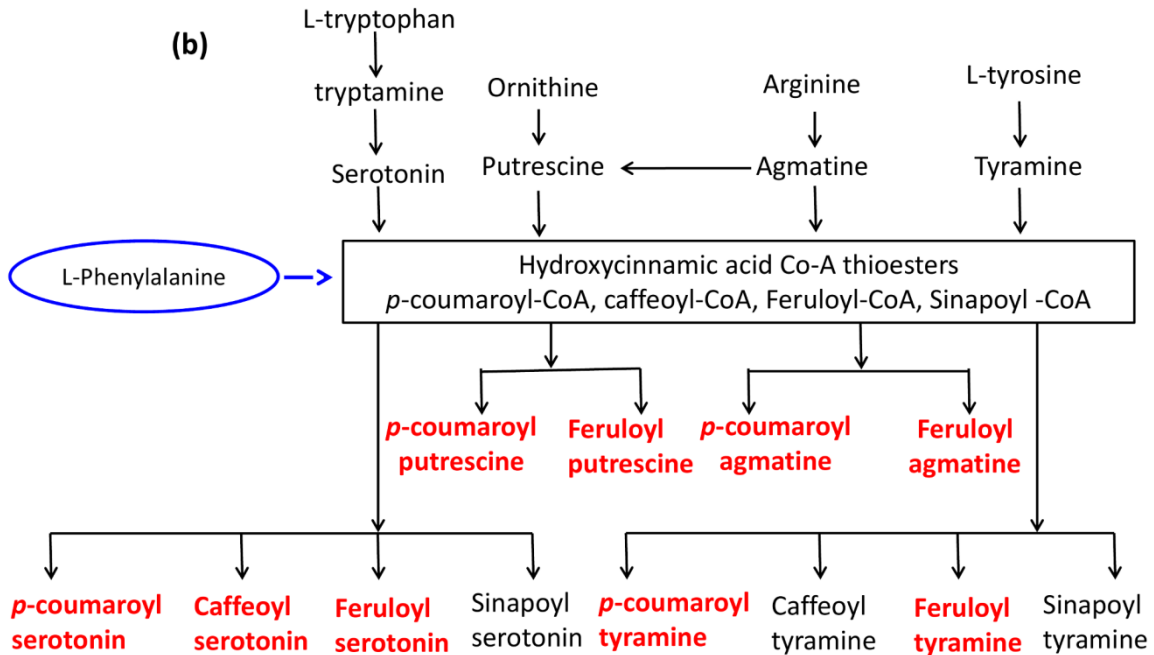 (b)
L-tryptophan
tryptamine
Serotonin
Ornithine
Putrescine
Arginine
Agmatine
L-tyrosine
Tyramine
L-Phenylalanine
Hydroxycinnamic acid Co-A thioesters
p-coumaroyl-CoA, caffeoyl-CoA, Feruloyl-CoA, Sinapoyl -CoA
p-coumaroyl
putrescine
Feruloyl
putrescine
p-coumaroyl
agmatine
Feruloyl
agmatine
p-coumaroyl
serotonin
Caffeoyl
serotonin
Feruloyl
serotonin
Sinapoyl
serotonin
p-coumaroyl
tyramine
Caffeoyl
tyramine
Feruloyl
tyramine
Sinapoyl
tyramine